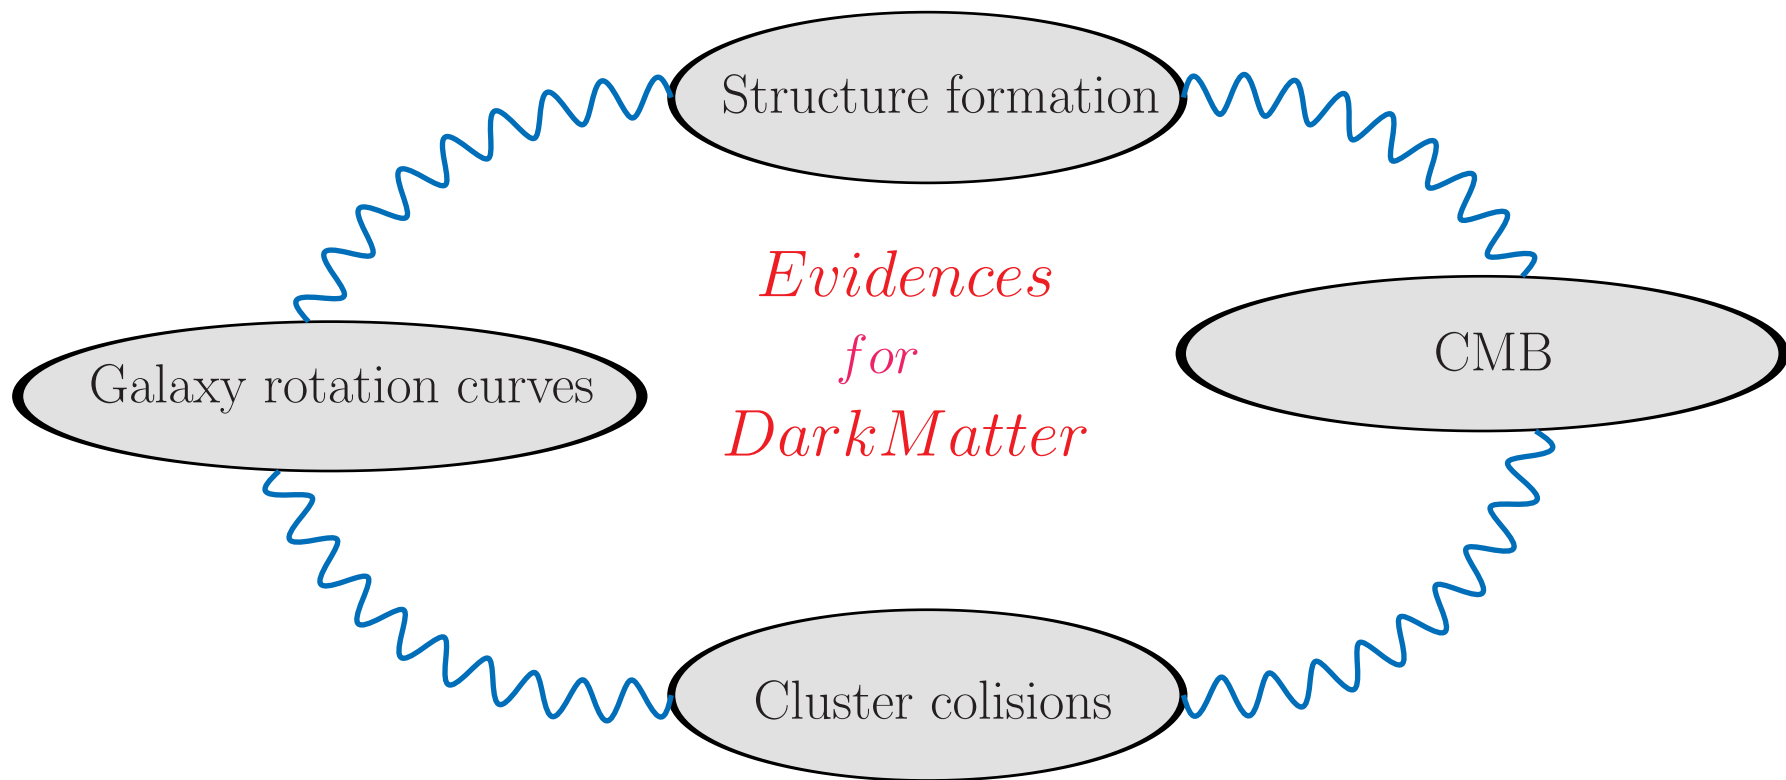 Structure formation
Evidences
for
DarkMatter
CMB
Galaxy rotation curves
Cluster colisions